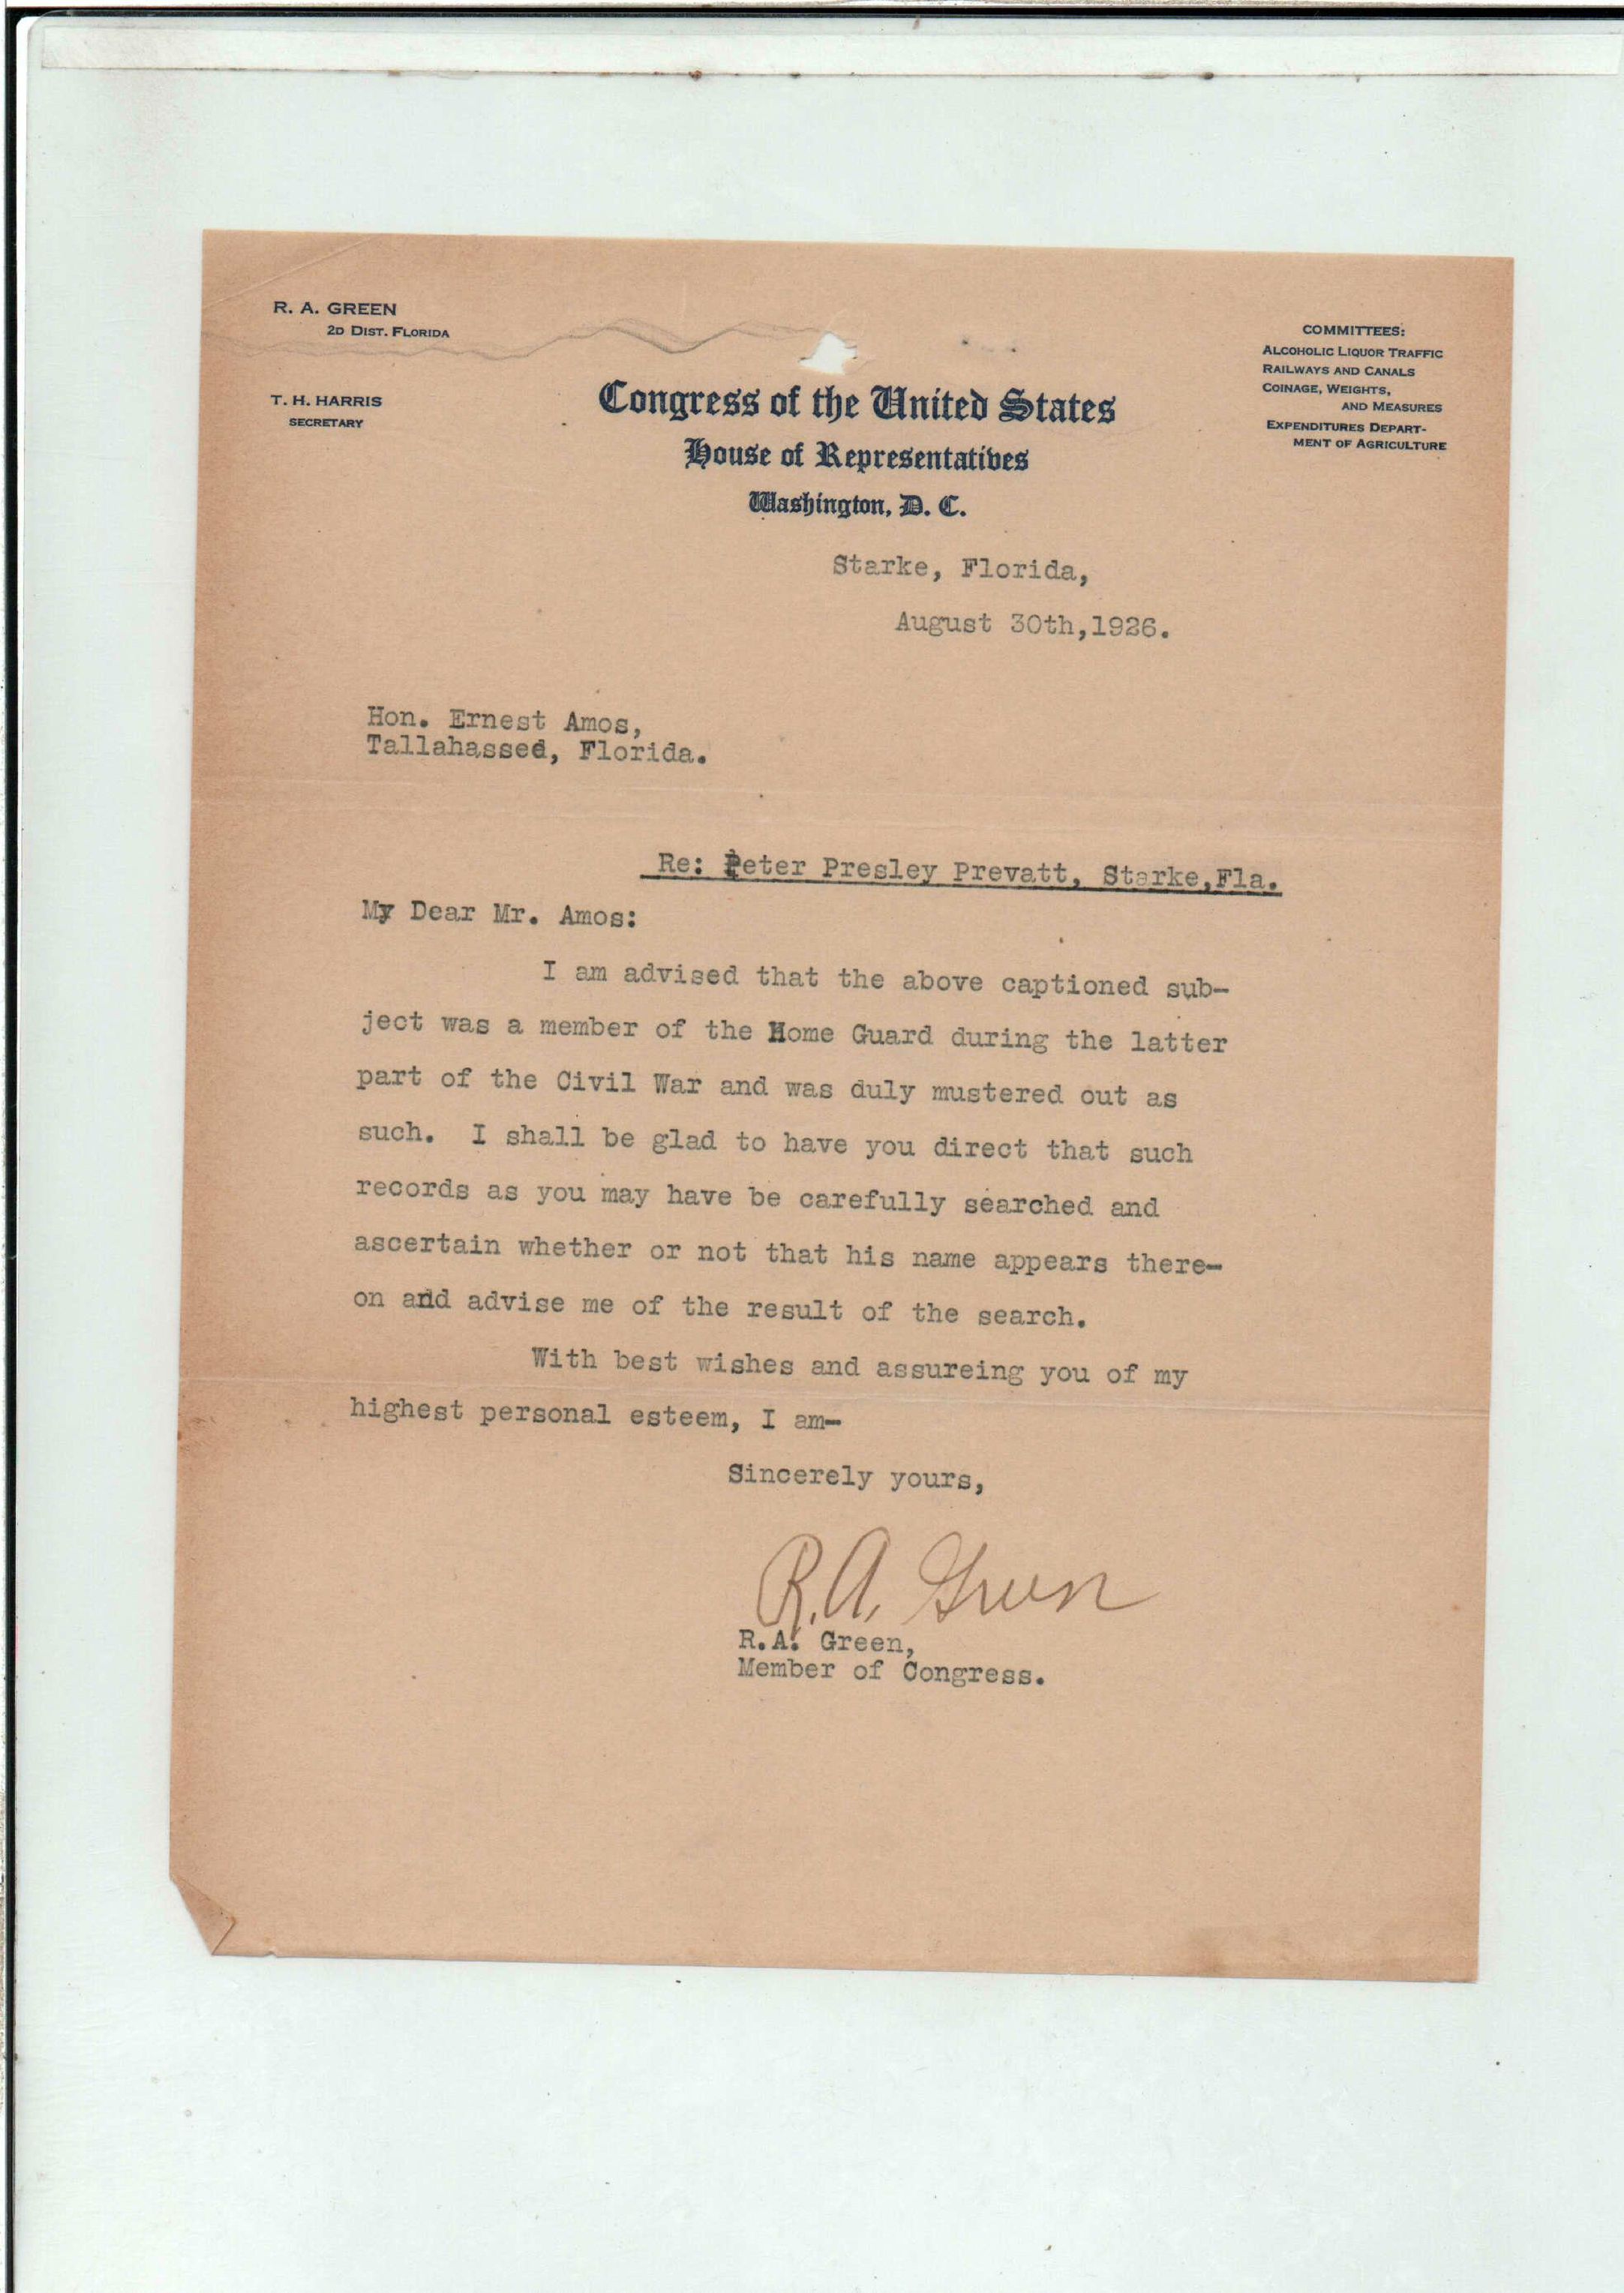 R. A. GREEN
2D DIST. FLORIDA
T. H. HARRIS
SECRETARY
COMMITTEES:
ALCOHOLIC LIQUOR TRAFFIC
RAILWAYS AND CANALS
COINAGE, WEIGHTS,
AND MEASURES
EXPENDITURES DEPART-
MENT OF AGRICULTURE
Congress of the United States
House of Representatives
Washington, D. C.
Starke, Florida,
August 30th,1926.
Hon. Ernest Amos,
Tallahassed, Florida.
Re: Peter Presley Prevatt, Starke,Fla.
My Dear Mr. Amos:
I am advised that the above captioned sub-
ject was a member of the Home Guard during the latter
part of the Civil War and was duly mustered out as
such. I shall be glad to have you direct that such
records as you may have be carefully searched and
ascertain whether or not that his name appears there-
on and advise me of the result of the search.
With best wishes and assureing you of my
highest personal esteem, I am-
Sincerely yours,
R.A. Green
R.A. Green,
Member of Congress.